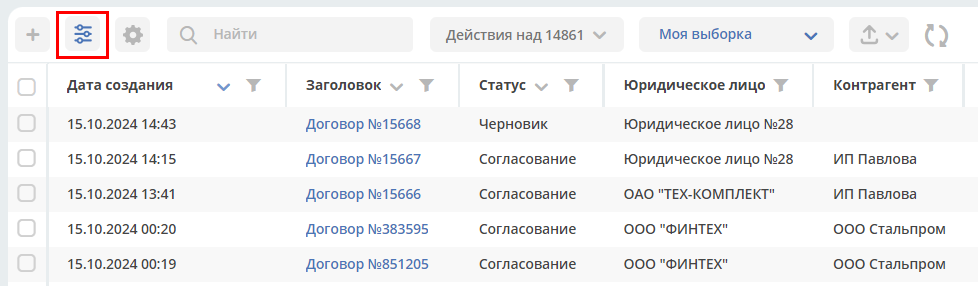 Найти Действия над 14861 Моя выборка
Дата создания Заголовок Статус Юридическое лицо Контрагент
15.10.2024 14:43 Договор №15668 Черновик Юридическое лицо №28
15.10.2024 14:15 Договор №15667 Согласование Юридическое лицо №28 ИП Павлова
15.10.2024 13:41 Договор №15666 Согласование ОАО "ТЕХ-КОМПЛЕКТ" ИП Павлова
15.10.2024 00:20 Договор №383595 Согласование ООО "ФИНТЕХ" ООО Стальпром
15.10.2024 00:19 Договор №851205 Согласование ООО "ФИНТЕХ" ООО Стальпром